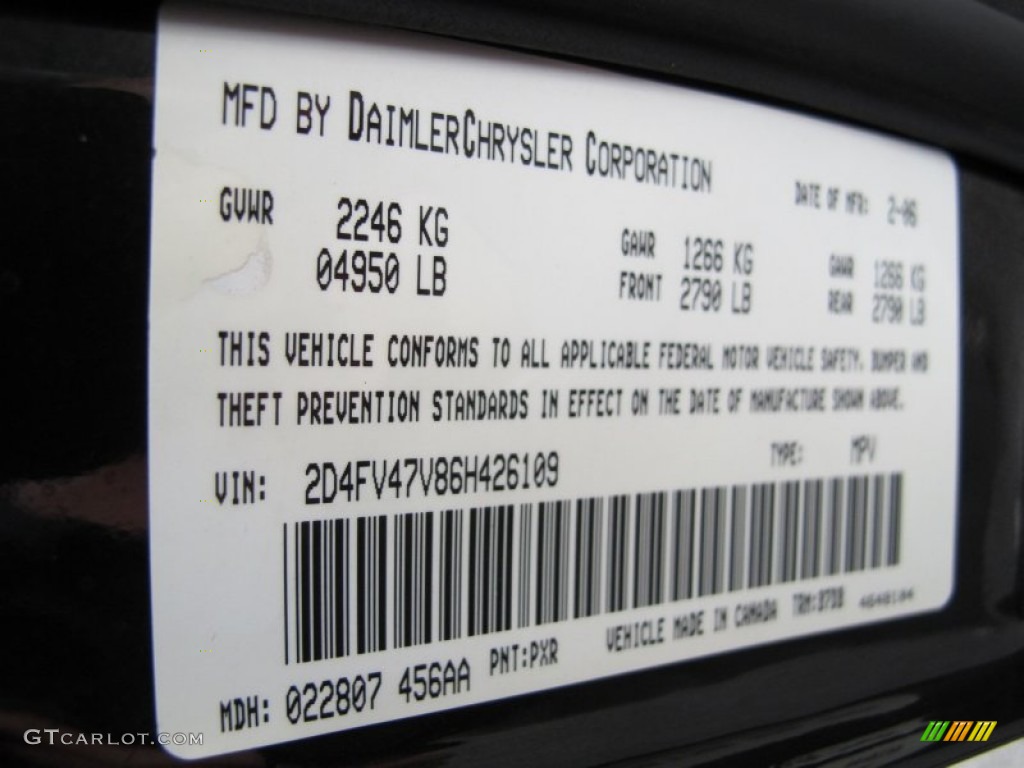 MFD BY DAIMLERCHRYSLER CORPORATION
DATE OF MFR: 2-06
GVWR 2246 KG
04950 LB
GAWR 1266 KG
FRONT 2790 LB
GAWR 1266 KG
REAR 2790 LB
THIS VEHICLE CONFORMS TO ALL APPLICABLE FEDERAL MOTOR VEHICLE SAFETY, BUMPER AND
THEFT PREVENTION STANDARDS IN EFFECT ON THE DATE OF MANUFACTURE SHOWN ABOVE.
VIN: 2D4FV47V86H426109
TYPE: MPV
MDH: 022807 456AA PNT:PXR
VEHICLE MADE IN CANADA
GTCARLOT.COM